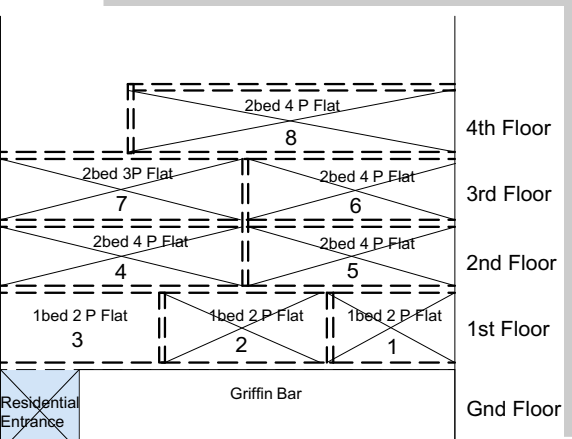 2bed 4 P Flat
8
4th Floor
2bed 3P Flat
7
2bed 4 P Flat
6
3rd Floor
2bed 4 P Flat
4
2bed 4 P Flat
5
2nd Floor
1bed 2 P Flat
3
1bed 2 P Flat
2
1bed 2 P Flat
1
1st Floor
Residential
Entrance
Griffin Bar
Gnd Floor